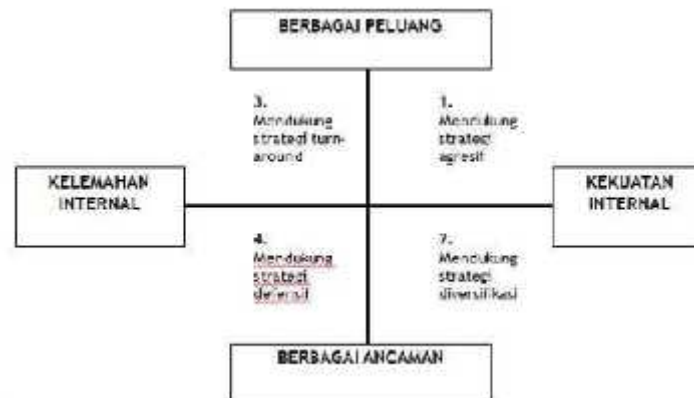 BERBAGAI PELUANG
3.
Mendukung
strategi turn-
around
1.
Mendukung
strategi
agresif
KELEMAHAN
INTERNAL
KEKUATAN
INTERNAL
4.
Mendukung
strategi
defensif
2.
Mendukung
strategi
diversifikasi
BERBAGAI ANCAMAN